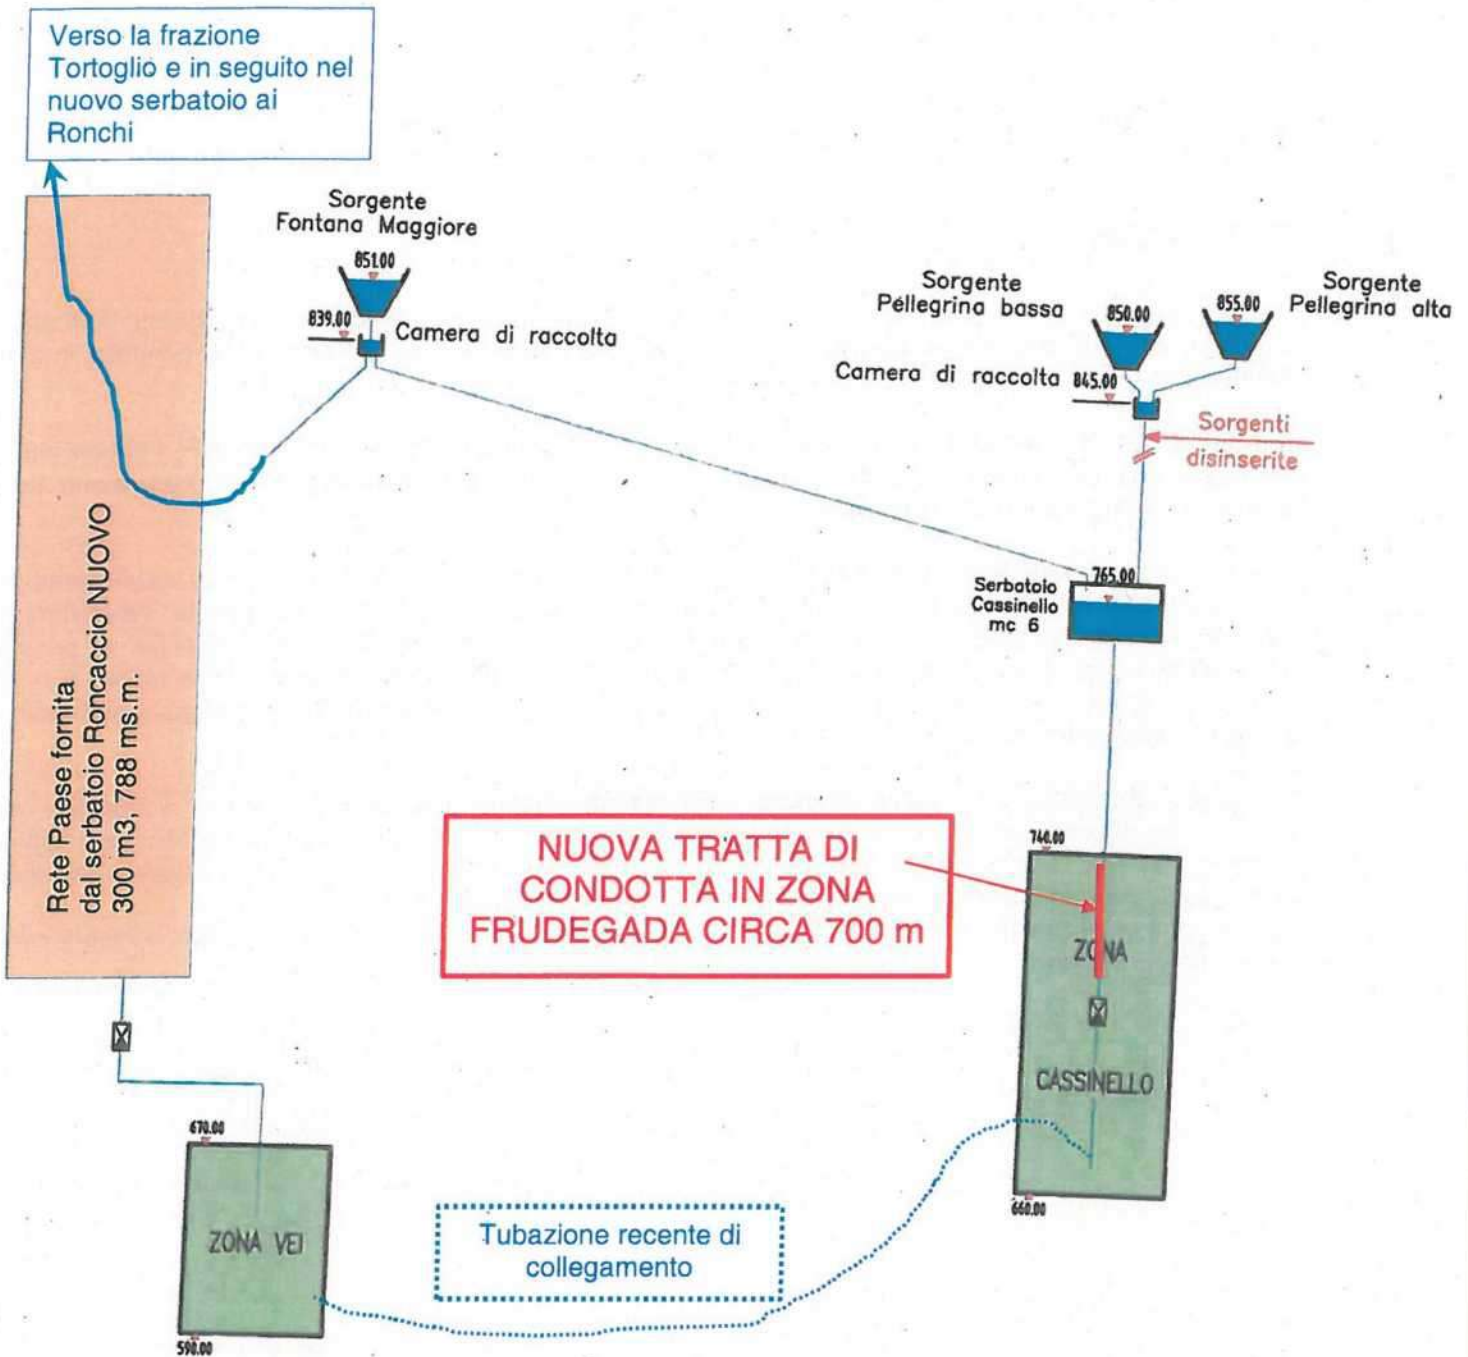 Verso la frazione
Tortoglio e in seguito nel
nuovo serbatoio ai
Ronchi
Sorgente
Fontana Maggiore
851.00
839.00
Camera di raccolta
Sorgente
Pellegrina bassa
850.00
855.00
Sorgente
Pellegrina alta
Camera di raccolta
845.00
Sorgenti
disinserite
Rete Paese fornita
dal serbatoio Roncaccio NUOVO
300 m3, 788 ms.m.
765.00
Serbatoio
Cassinello
mc 6
NUOVA TRATTA DI
CONDOTTA IN ZONA
FRUDEGADA CIRCA 700 m
740.00
ZONA
CASSINELLO
660.00
670.00
ZONA VEI
590.00
Tubazione recente di
collegamento